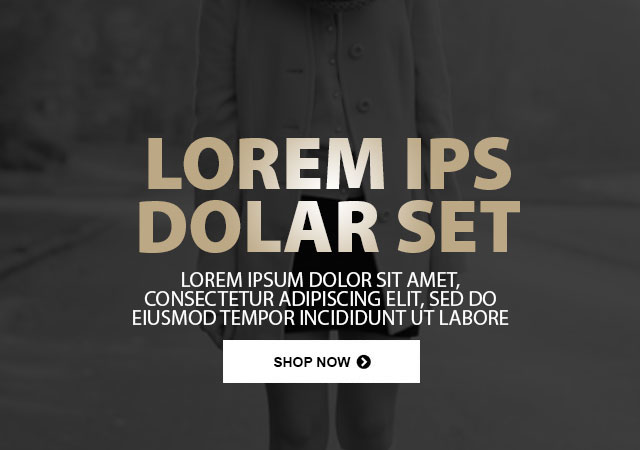 LOREM IPS
DOLAR SET
LOREM IPSUM DOLOR SIT AMET,
CONSECTETUR ADIPISCING ELIT, SED DO
EIUSMOD TEMPOR INCIDIDUNT UT LABORE
SHOP NOW